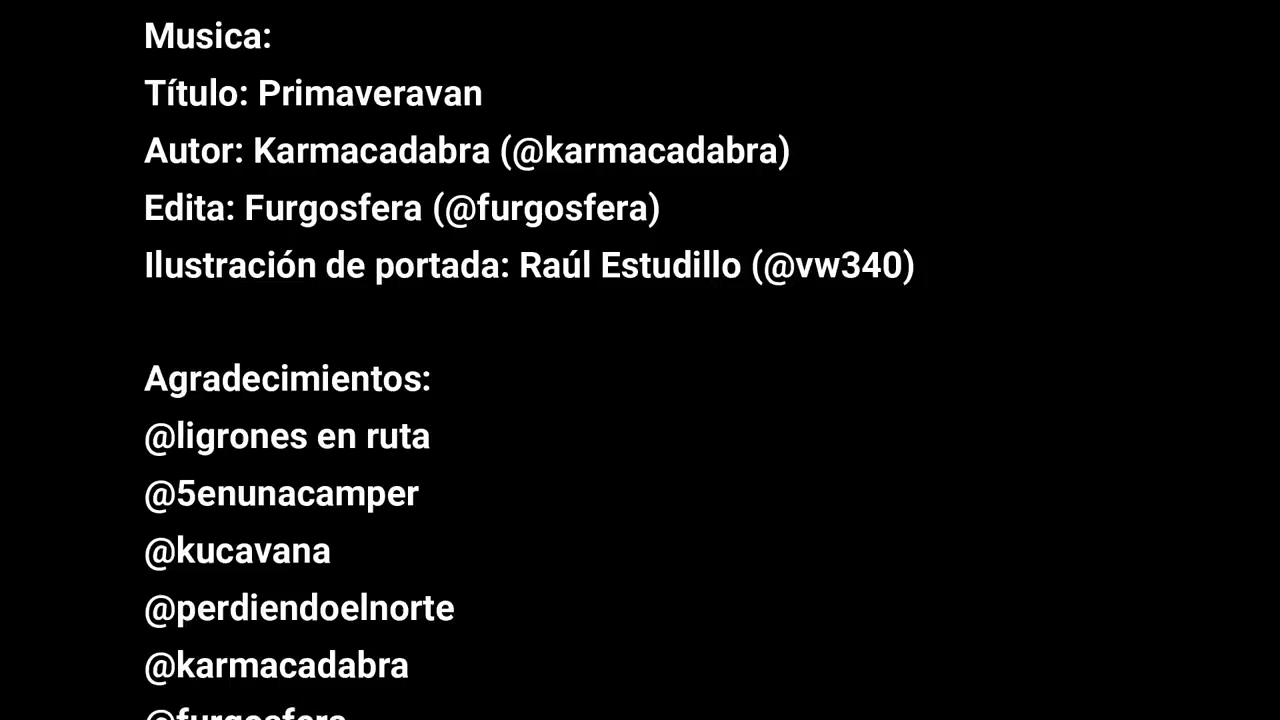 Musica:
Título: Primaveravan
Autor: Karmacadabra (@karmacadabra)
Edita: Furgosfera (@furgosfera)
Ilustración de portada: Raúl Estudillo (@vw340)
Agradecimientos:
@ligrones en ruta
@5enunacamper
@kucavana
@perdiendoelnorte
@karmacadabra
@furgosfera